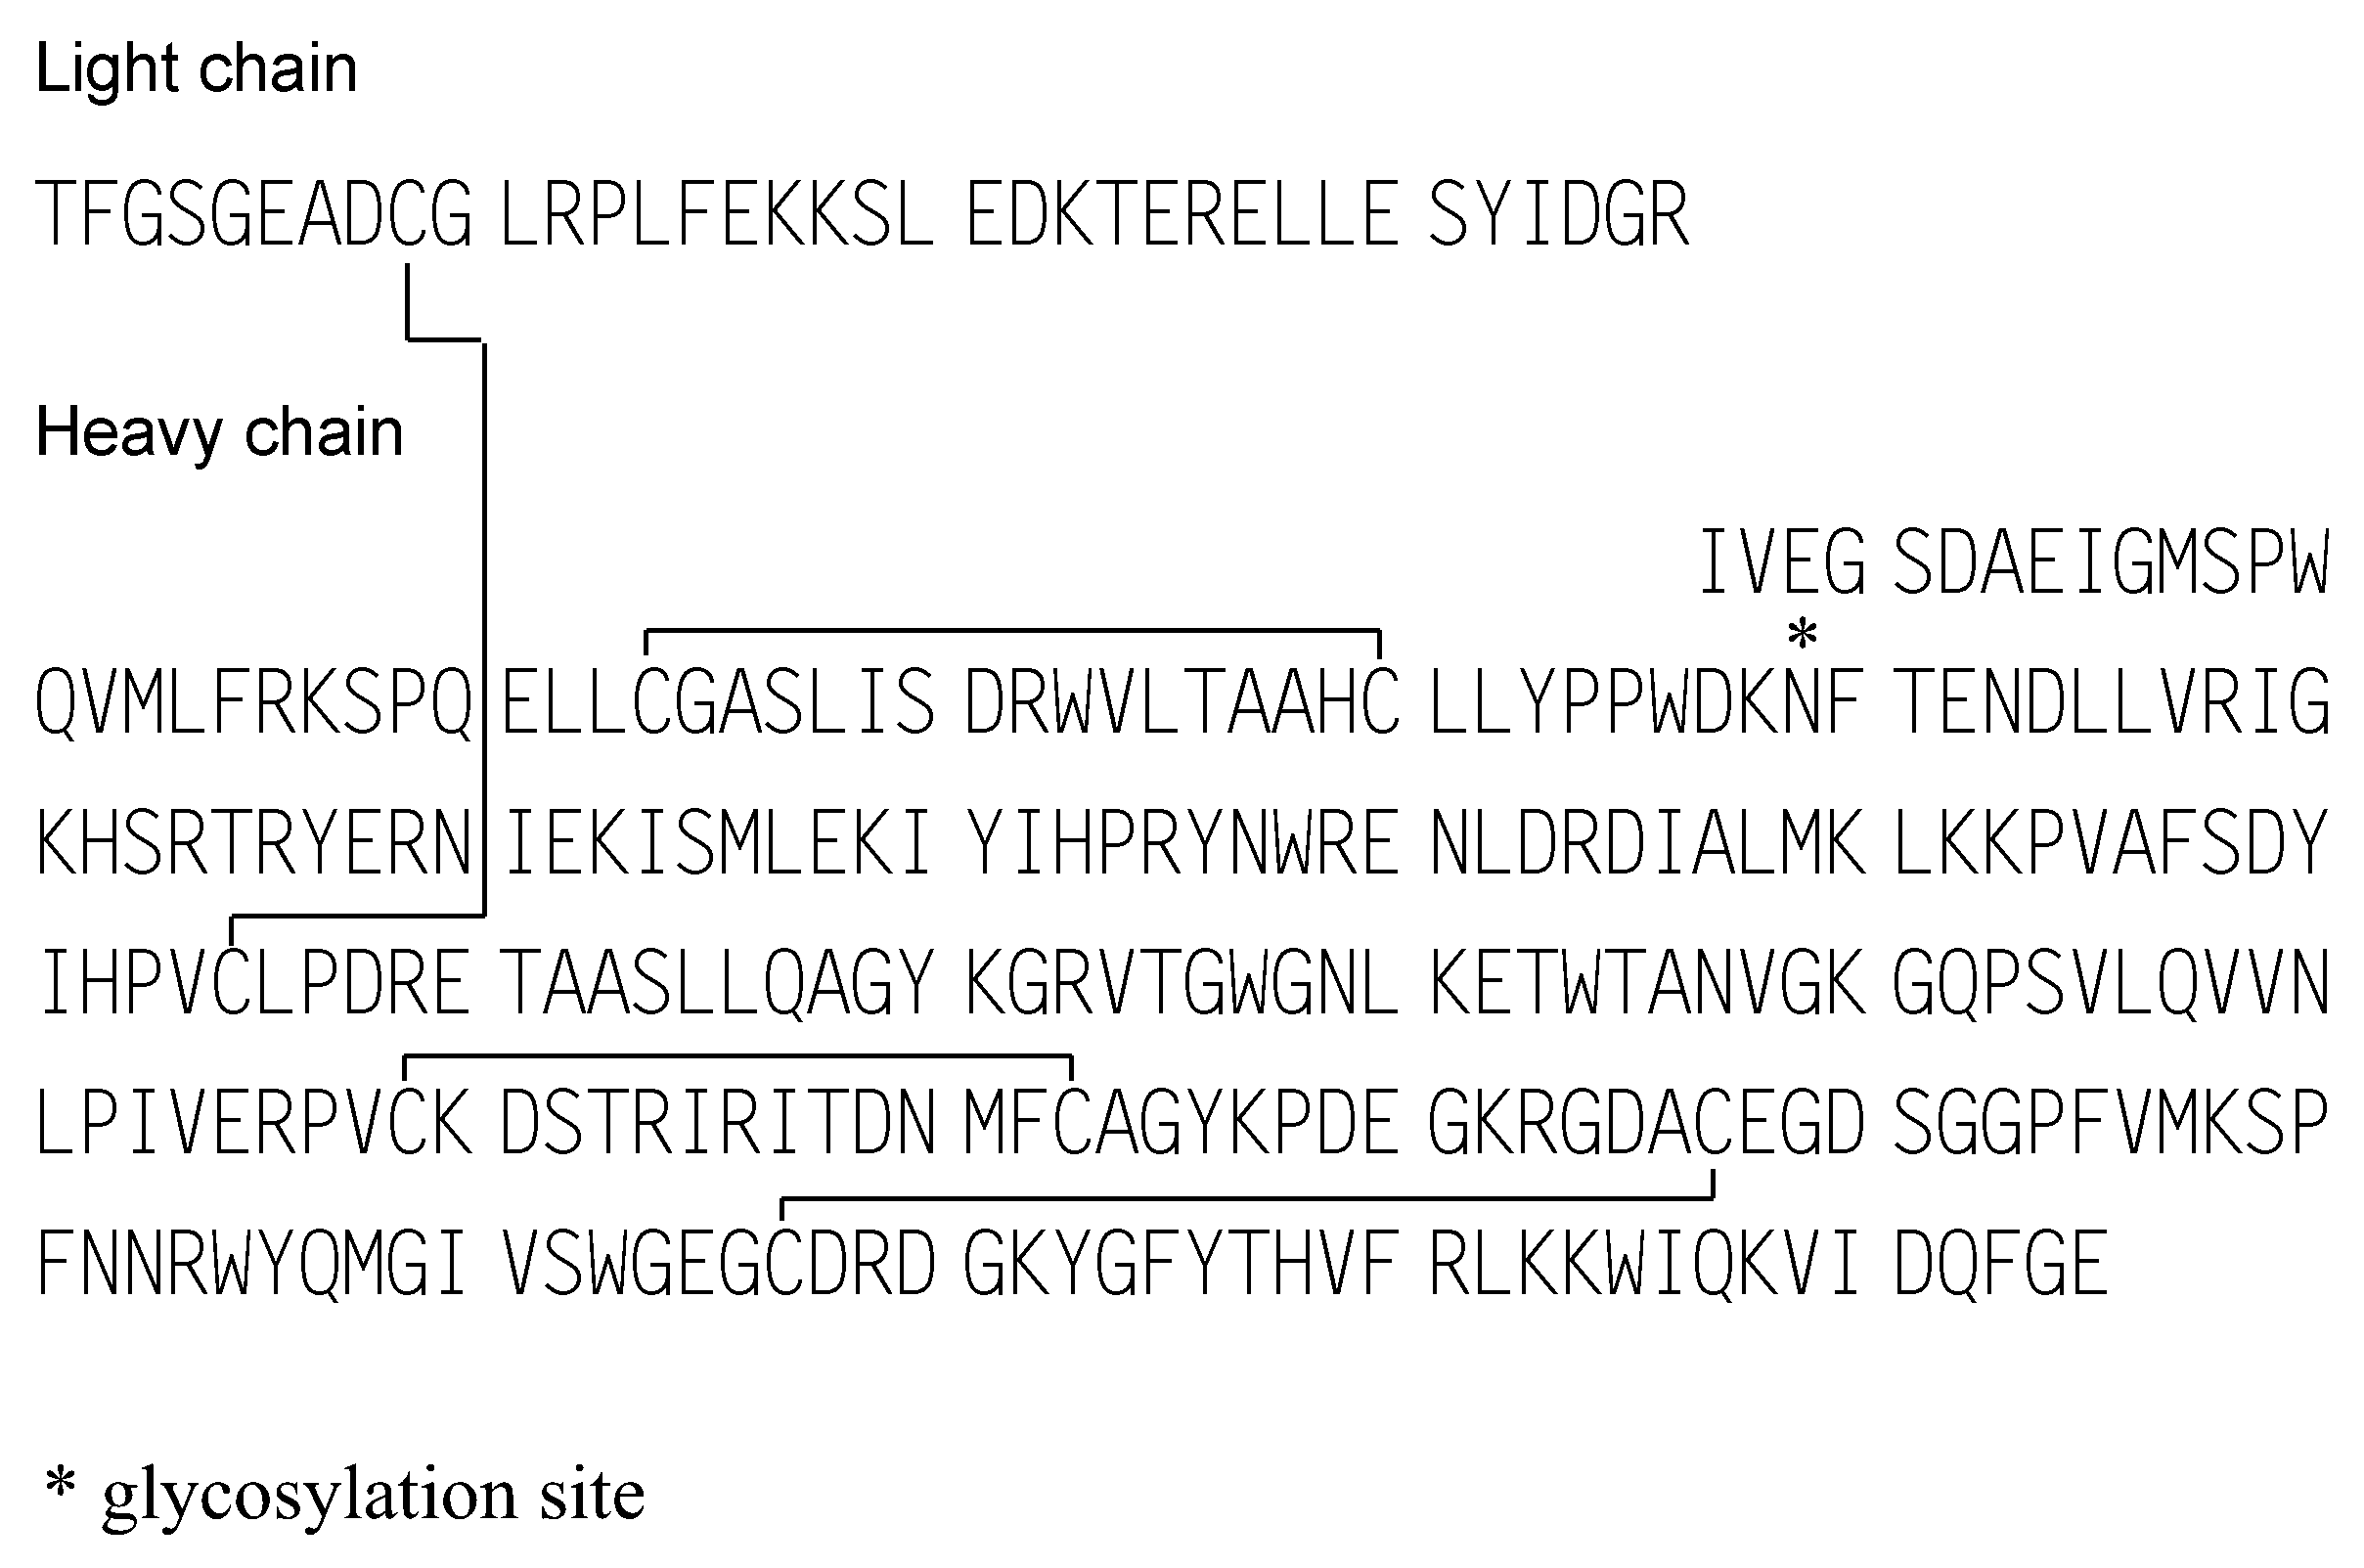 Light chain
TFGSGEADCG LRPLFEKKSL EDKTERELLE SYIDGR
Heavy chain
IVEG SDAEIGMSPW
*
QVMLFRKSPQ ELLCGASLIS DRWVLTAAHC LLYPPWDKNF TENDLLVRIG
KHSRTRYERN IEKISMLEKI YIHPRYNWRE NLDRDIALMK LKKPVAFSDY
IHPVCLPDRE TAASLLQAGY KGRVTGWGNL KETWTANVGK GQPSVLQVVN
LPIVERPVCK DSTRIRITDN MFCAGYKPDE GKRGDACEGD SGGPFVMKSP
FNNRWYQMGI VSWGEGCDRD GKYGFYTHVF RLKKWIQKVI DQFGE
* glycosylation site